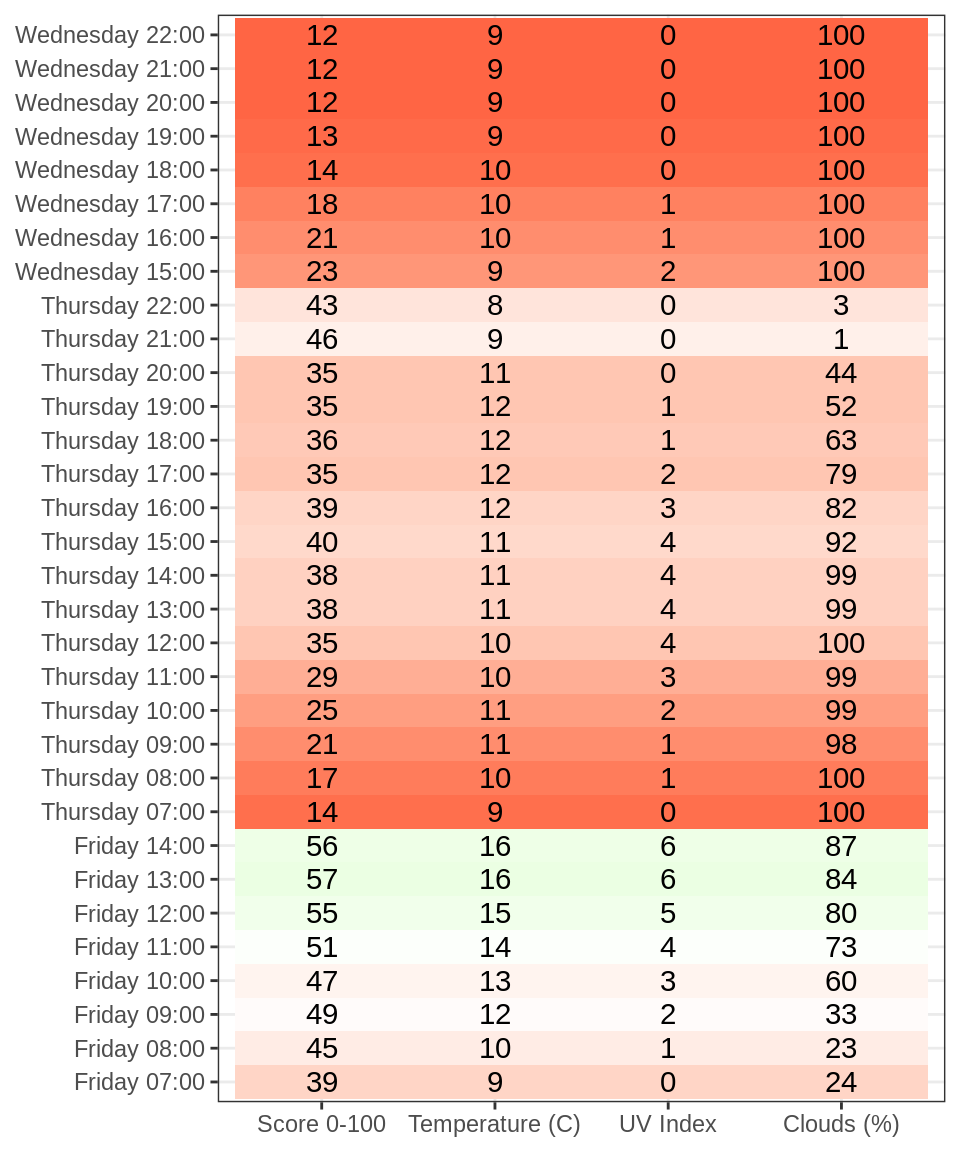 Wednesday 22:00 12 9 0 100
Wednesday 21:00 12 9 0 100
Wednesday 20:00 12 9 0 100
Wednesday 19:00 13 9 0 100
Wednesday 18:00 14 10 0 100
Wednesday 17:00 18 10 1 100
Wednesday 16:00 21 10 1 100
Wednesday 15:00 23 9 2 100
Thursday 22:00 43 8 0 3
Thursday 21:00 46 9 0 1
Thursday 20:00 35 11 0 44
Thursday 19:00 35 12 1 52
Thursday 18:00 36 12 1 63
Thursday 17:00 35 12 2 79
Thursday 16:00 39 12 3 82
Thursday 15:00 40 11 4 92
Thursday 14:00 38 11 4 99
Thursday 13:00 38 11 4 99
Thursday 12:00 35 10 4 100
Thursday 11:00 29 10 3 99
Thursday 10:00 25 11 2 99
Thursday 09:00 21 11 1 98
Thursday 08:00 17 10 1 100
Thursday 07:00 14 9 0 100
Friday 14:00 56 16 6 87
Friday 13:00 57 16 6 84
Friday 12:00 55 15 5 80
Friday 11:00 51 14 4 73
Friday 10:00 47 13 3 60
Friday 09:00 49 12 2 33
Friday 08:00 45 10 1 23
Friday 07:00 39 9 0 24
Score 0-100 Temperature (C) UV Index Clouds (%)